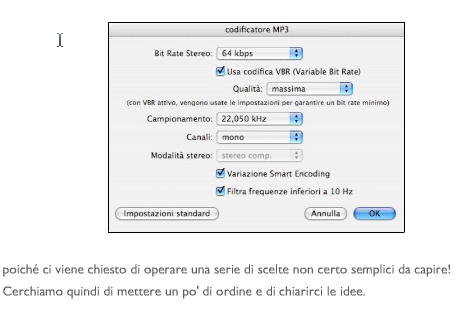 codificatore MP3
Bit Rate Stereo: 64 kbps
Usa codifica VBR (Variable Bit Rate)
Qualità: massima
(con VBR attivo, vengono usate le impostazioni per garantire un bit rate minimo)
Campionamento: 22,050 kHz
Canali: mono
Modalità stereo: stereo comp.
Variazione Smart Encoding
Filtra frequenze inferiori a 10 Hz
Impostazioni standard Annulla OK
poiché ci viene chiesto di operare una serie di scelte non certo semplici da capire!
Cerchiamo quindi di mettere un po' di ordine e di chiarirci le idee.